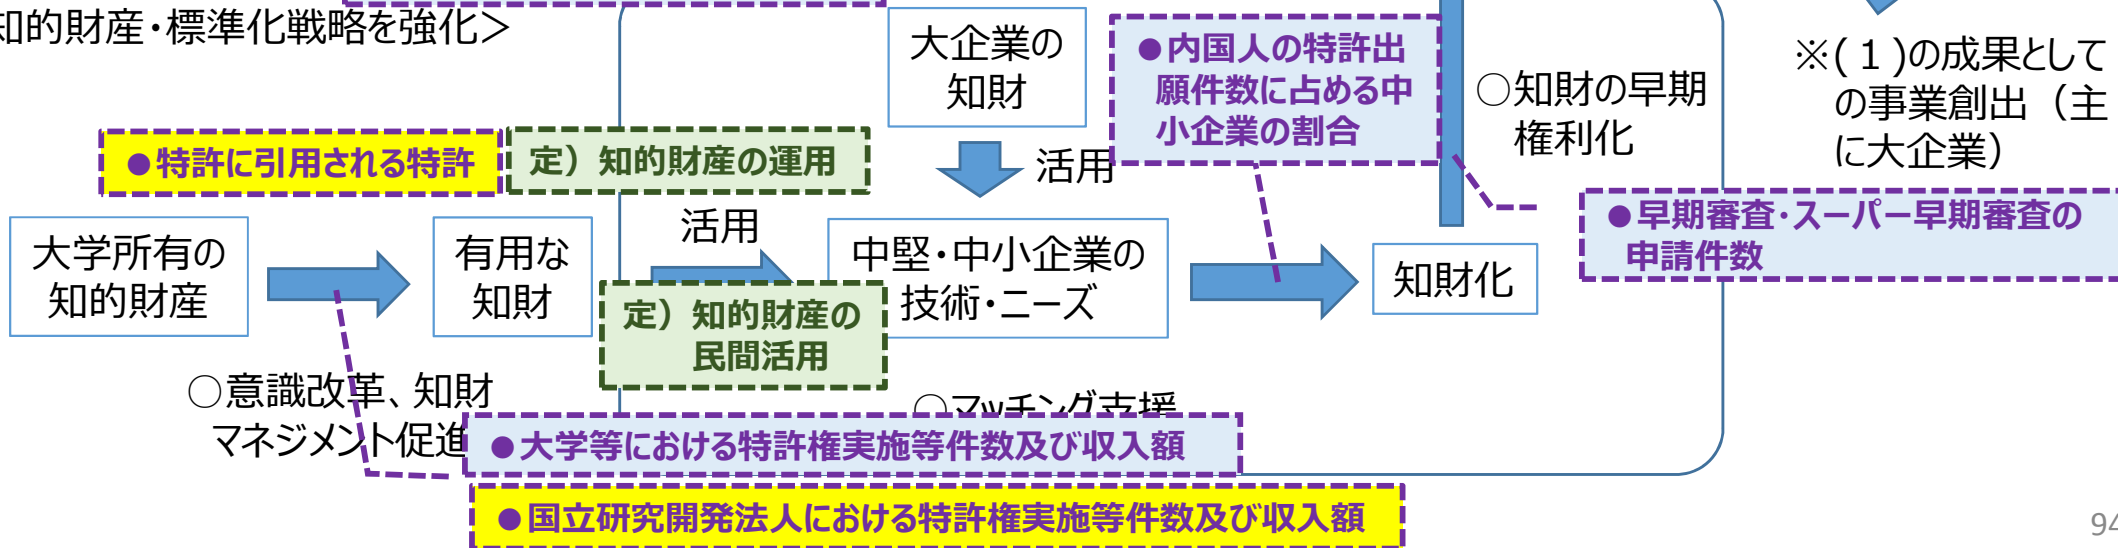 知的財産・標準化戦略を強化＞
大企業の
知財
●内国人の特許出
願件数に占める中
小企業の割合
○知財の早期
権利化
※(１)の成果として
の事業創出（主
に大企業）
●特許に引用される特許
定）知的財産の運用
活用
●早期審査・スーパー早期審査の
申請件数
大学所有の
知的財産
有用な
知財
活用
中堅・中小企業の
技術・ニーズ
知財化
定）知的財産の
民間活用
○意識改革、知財
マネジメント促進
○マッチング支援
●大学等における特許権実施等件数及び収入額
●国立研究開発法人における特許権実施等件数及び収入額
94